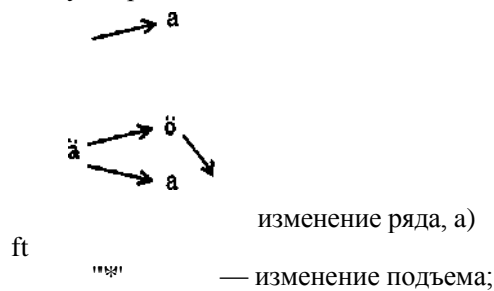 a
ö
ä
a
изменение ряда, a)
ft
"*" — изменение подъема;